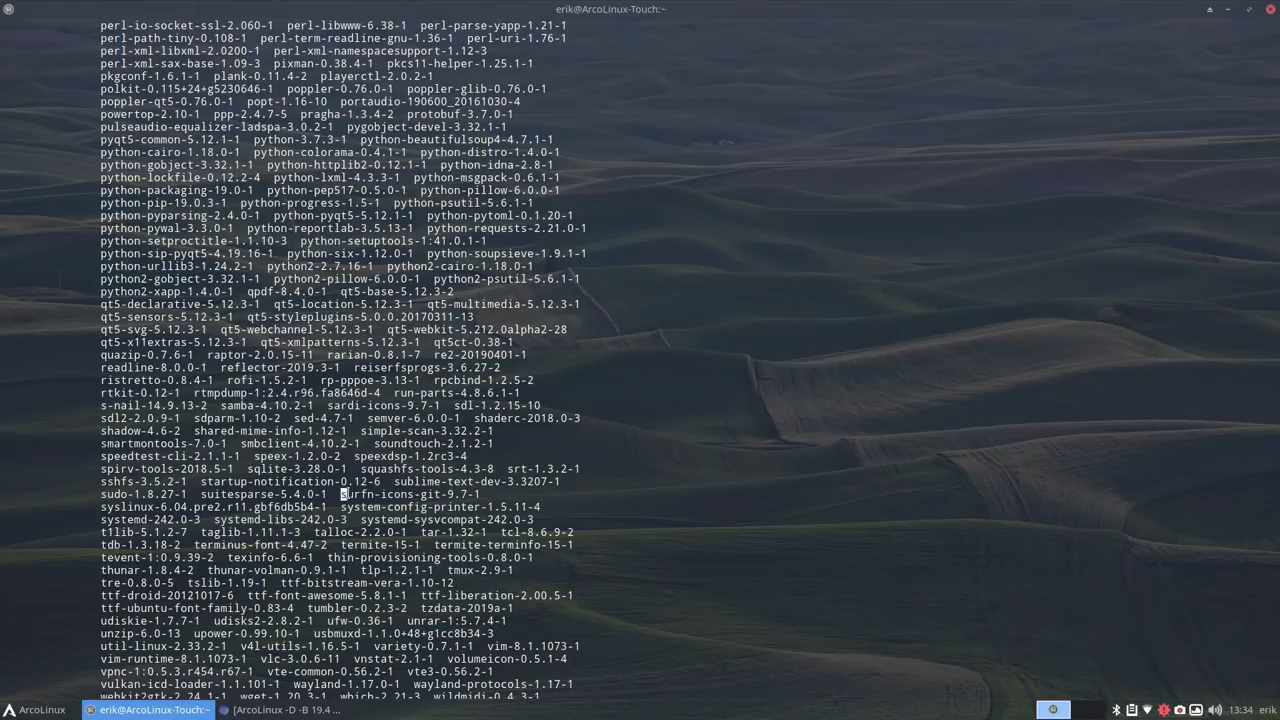 erik@ArcoLinux-Touch:~
perl-io-socket-ssl-2.060-1  perl-libwww-6.38-1  perl-parse-yapp-1.21-1
perl-path-tiny-0.108-1  perl-term-readline-gnu-1.36-1  perl-uri-1.76-1
perl-xml-libxml-2.0200-1  perl-xml-namespacesupport-1.12-3
perl-xml-sax-base-1.09-3  pixman-0.38.4-1  pkcs11-helper-1.25.1-1
pkgconf-1.6.1-1  plank-0.11.4-2  playerctl-2.0.2-1
polkit-0.115+24+g5230646-1  poppler-0.76.0-1  poppler-glib-0.76.0-1
poppler-qt5-0.76.0-1  popt-1.16-10  portaudio-190600_20161030-4
powertop-2.10-1  ppp-2.4.7-5  pragha-1.3.4-2  protobuf-3.7.0-1
pulseaudio-equalizer-ladspa-3.0.2-1  pygobject-devel-3.32.1-1
pyqt5-common-5.12.1-1  python-3.7.3-1  python-beautifulsoup4-4.7.1-1
python-cairo-1.18.0-1  python-colorama-0.4.1-1  python-distro-1.4.0-1
python-gobject-3.32.1-1  python-httplib2-0.12.1-1  python-idna-2.8-1
python-lockfile-0.12.2-4  python-lxml-4.3.3-1  python-msgpack-0.6.1-1
python-packaging-19.0-1  python-pep517-0.5.0-1  python-pillow-6.0.0-1
python-pip-19.0.3-1  python-progress-1.5-1  python-psutil-5.6.1-1
python-pyparsing-2.4.0-1  python-pyqt5-5.12.1-1  python-pytoml-0.1.20-1
python-pywal-3.3.0-1  python-reportlab-3.5.13-1  python-requests-2.21.0-1
python-setproctitle-1.1.10-3  python-setuptools-1:41.0.1-1
python-sip-pyqt5-4.19.16-1  python-six-1.12.0-1  python-soupsieve-1.9.1-1
python-urllib3-1.24.2-1  python2-2.7.16-1  python2-cairo-1.18.0-1
python2-gobject-3.32.1-1  python2-pillow-6.0.0-1  python2-psutil-5.6.1-1
python2-xapp-1.4.0-1  qpdf-8.4.0-1  qt5-base-5.12.3-2
qt5-declarative-5.12.3-1  qt5-location-5.12.3-1  qt5-multimedia-5.12.3-1
qt5-sensors-5.12.3-1  qt5-styleplugins-5.0.0.20170311-13
qt5-svg-5.12.3-1  qt5-webchannel-5.12.3-1  qt5-webkit-5.212.0alpha2-28
qt5-x11extras-5.12.3-1  qt5-xmlpatterns-5.12.3-1  qt5ct-0.38-1
quazip-0.7.6-1  raptor-2.0.15-11  rarian-0.8.1-7  re2-20190401-1
readline-8.0.0-1  reflector-2019.3-1  reiserfsprogs-3.6.27-2
ristretto-0.8.4-1  rofi-1.5.2-1  rp-pppoe-3.13-1  rpcbind-1.2.5-2
rtkit-0.12-1  rtmpdump-1:2.4.r96.fa8646d-4  run-parts-4.8.6.1-1
s-nail-14.9.13-2  samba-4.10.2-1  sardi-icons-9.7-1  sdl-1.2.15-10
sdl2-2.0.9-1  sdparm-1.10-2  sed-4.7-1  semver-6.0.0-1  shaderc-2018.0-3
shadow-4.6-2  shared-mime-info-1.12-1  simple-scan-3.32.2-1
smartmontools-7.0-1  smbclient-4.10.2-1  soundtouch-2.1.2-1
speedtest-cli-2.1.1-1  speex-1.2.0-2  speexdsp-1.2rc3-4
spirv-tools-2018.5-1  sqlite-3.28.0-1  squashfs-tools-4.3-8  srt-1.3.2-1
sshfs-3.5.2-1  startup-notification-0.12-6  sublime-text-dev-3.3207-1
sudo-1.8.27-1  suitesparse-5.4.0-1  surfn-icons-git-9.7-1
syslinux-6.04.pre2.r11.gbf6db5b4-1  system-config-printer-1.5.11-4
systemd-242.0-3  systemd-libs-242.0-3  systemd-sysvcompat-242.0-3
t1lib-5.1.2-7  taglib-1.11.1-3  talloc-2.2.0-1  tar-1.32-1  tcl-8.6.9-2
tdb-1.3.18-2  terminus-font-4.47-2  termite-15-1  termite-terminfo-15-1
tevent-1:0.9.39-2  texinfo-6.6-1  thin-provisioning-tools-0.8.0-1
thunar-1.8.4-2  thunar-volman-0.9.1-1  tlp-1.2.1-1  tmux-2.9-1
tre-0.8.0-5  tslib-1.19-1  ttf-bitstream-vera-1.10-12
ttf-droid-20121017-6  ttf-font-awesome-5.8.1-1  ttf-liberation-2.00.5-1
ttf-ubuntu-font-family-0.83-4  tumbler-0.2.3-2  tzdata-2019a-1
udiskie-1.7.7-1  udisks2-2.8.2-1  ufw-0.36-1  unrar-1:5.7.4-1
unzip-6.0-13  upower-0.99.10-1  usbmuxd-1.1.0+48+g1cc8b34-3
util-linux-2.33.2-1  v4l-utils-1.16.5-1  variety-0.7.1-1  vim-8.1.1073-1
vim-runtime-8.1.1073-1  vlc-3.0.6-11  vnstat-2.1-1  volumeicon-0.5.1-4
vpnc-1:0.5.3.r454.r67-1  vte-common-0.56.2-1  vte3-0.56.2-1
vulkan-icd-loader-1.1.101-1  wayland-1.17.0-1  wayland-protocols-1.17-1
webkit2gtk-2.24.1-1  wget-1.20.3-1  which-2.21-3  wildmidi-0.4.3-1
ArcoLinux  erik@ArcoLinux-Touch:~  [ArcoLinux -D -B 19.4 ...  13:34  erik